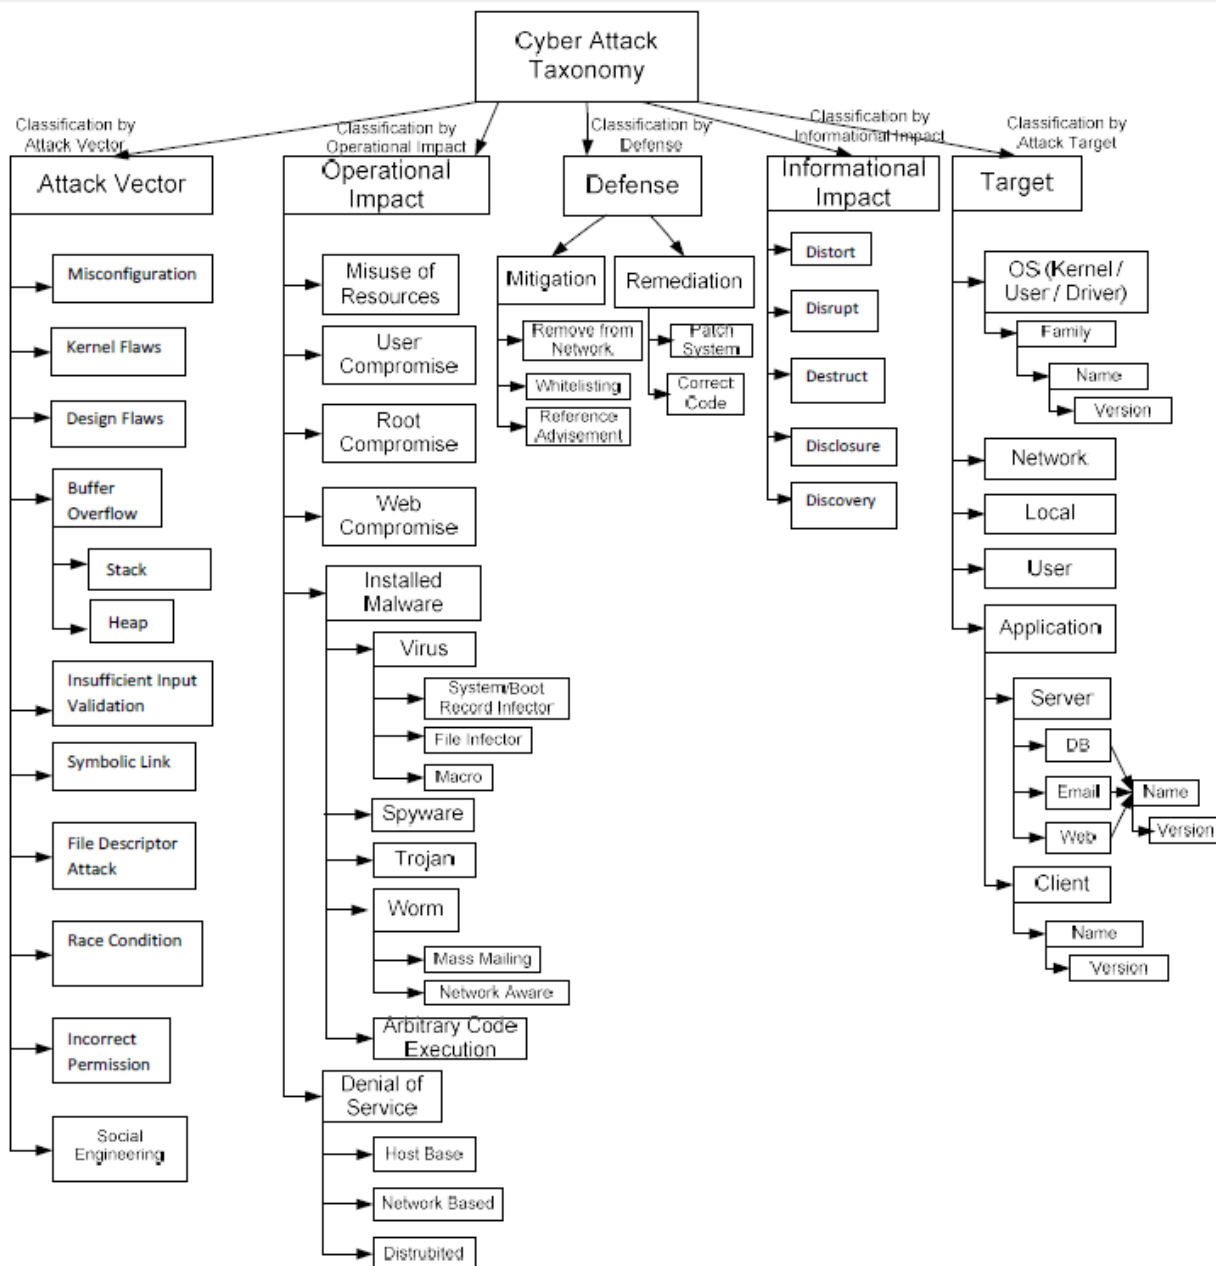 Cyber Attack
Taxonomy
Classification by
Attack Vector
Classification by
Operational Impact
Classification by
Defense
Classification by
Informational Impact
Classification by
Attack Target
Attack Vector
Misconfiguration
Kernel Flaws
Design Flaws
Buffer
Overflow
Stack
Heap
Insufficient Input
Validation
Symbolic Link
File Descriptor
Attack
Race Condition
Incorrect
Permission
Social
Engineering
Operational
Impact
Misuse of
Resources
User
Compromise
Root
Compromise
Web
Compromise
Installed
Malware
Virus
System/Boot
Record Infector
File Infector
Macro
Spyware
Trojan
Worm
Mass Mailing
Network Aware
Arbitrary Code
Execution
Denial of
Service
Host Base
Network Based
Distrubited
Defense
Mitigation
Remove from
Network
Whitelisting
Reference
Advisement
Remediation
Patch
System
Correct
Code
Informational
Impact
Distort
Disrupt
Destruct
Disclosure
Discovery
Target
OS (Kernel /
User / Driver)
Family
Name
Version
Network
Local
User
Application
Server
DB
Email
Web
Name
Version
Client
Name
Version